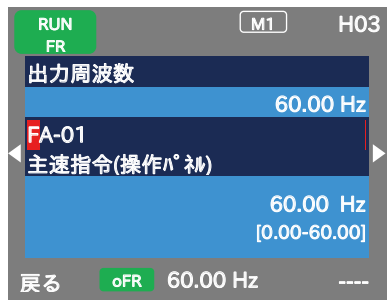 RUN
FR
M1
H03
出力周波数
60.00 Hz
FA-01
主速指令(操作ﾊﾟﾈﾙ)
60.00 Hz
[0.00-60.00]
戻る
oFR
60.00 Hz
----